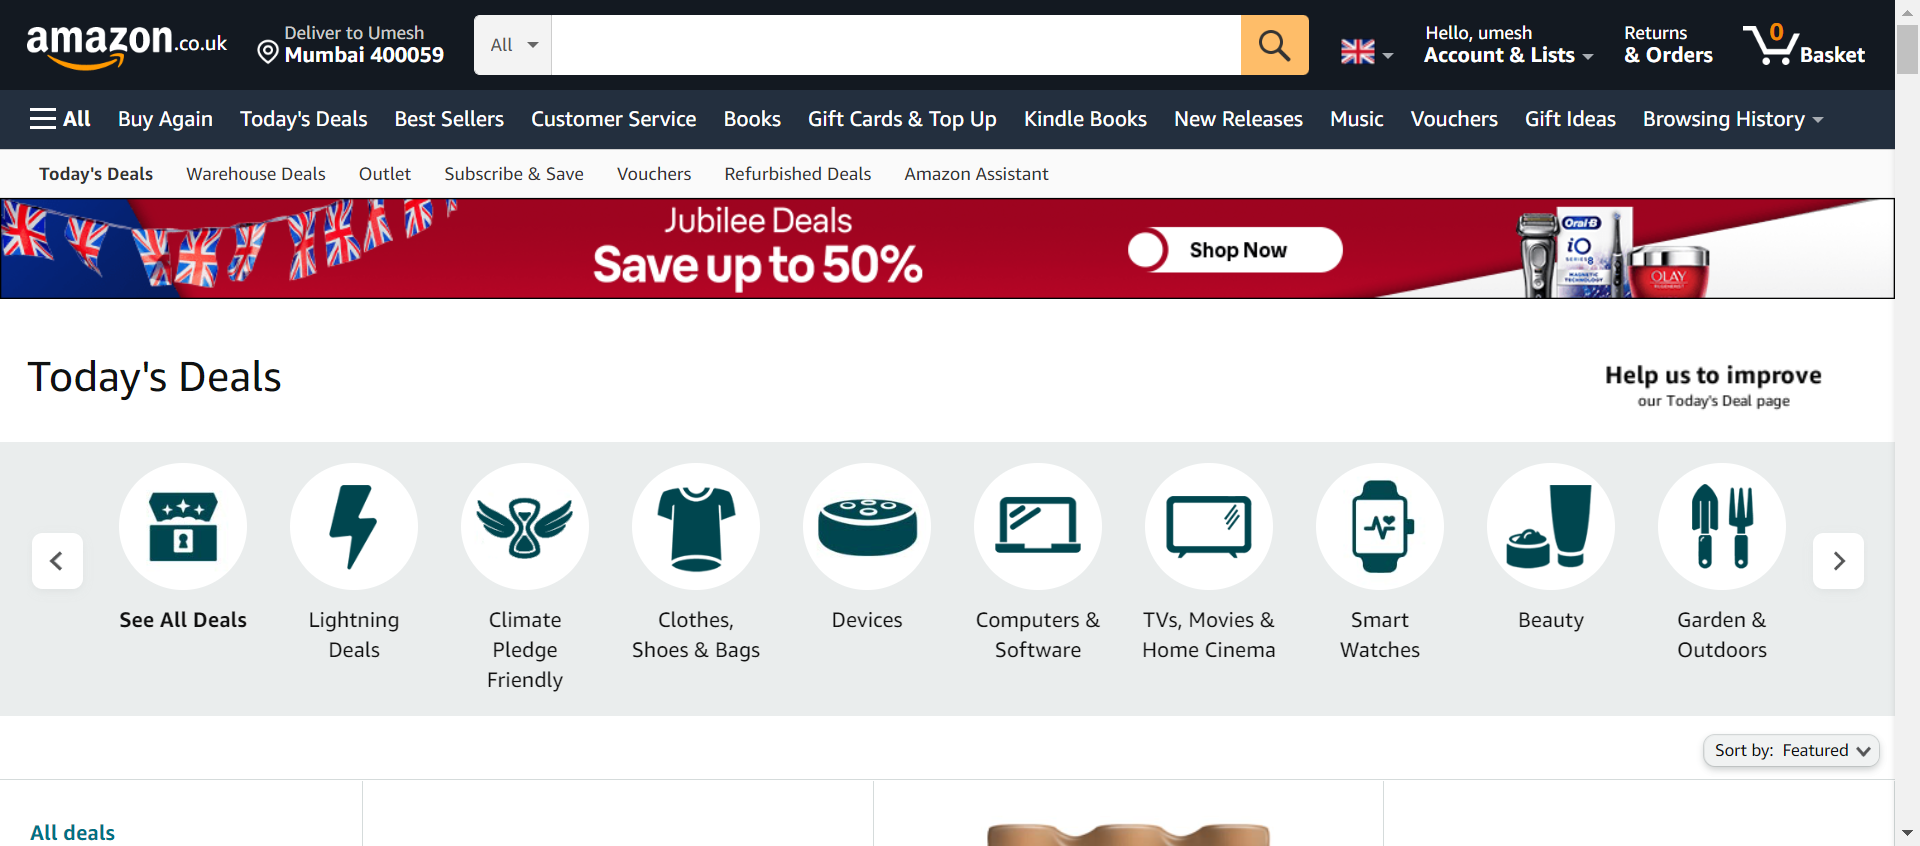 amazon.co.uk
Deliver to Umesh
Mumbai 400059
All
Hello, umesh
Account & Lists
Returns
& Orders
0
Basket
All
Buy Again
Today's Deals
Best Sellers
Customer Service
Books
Gift Cards & Top Up
Kindle Books
New Releases
Music
Vouchers
Gift Ideas
Browsing History
Today's Deals
Warehouse Deals
Outlet
Subscribe & Save
Vouchers
Refurbished Deals
Amazon Assistant
Jubilee Deals
Save up to 50%
Shop Now
Oral-B
iO
SERIES 8
MAGNETIC
TECHNOLOGY
OLAY
Today's Deals
Help us to improve
our Today's Deal page
See All Deals
Lightning
Deals
Climate
Pledge
Friendly
Clothes,
Shoes & Bags
Devices
Computers &
Software
TVs, Movies &
Home Cinema
Smart
Watches
Beauty
Garden &
Outdoors
Sort by: Featured
All deals